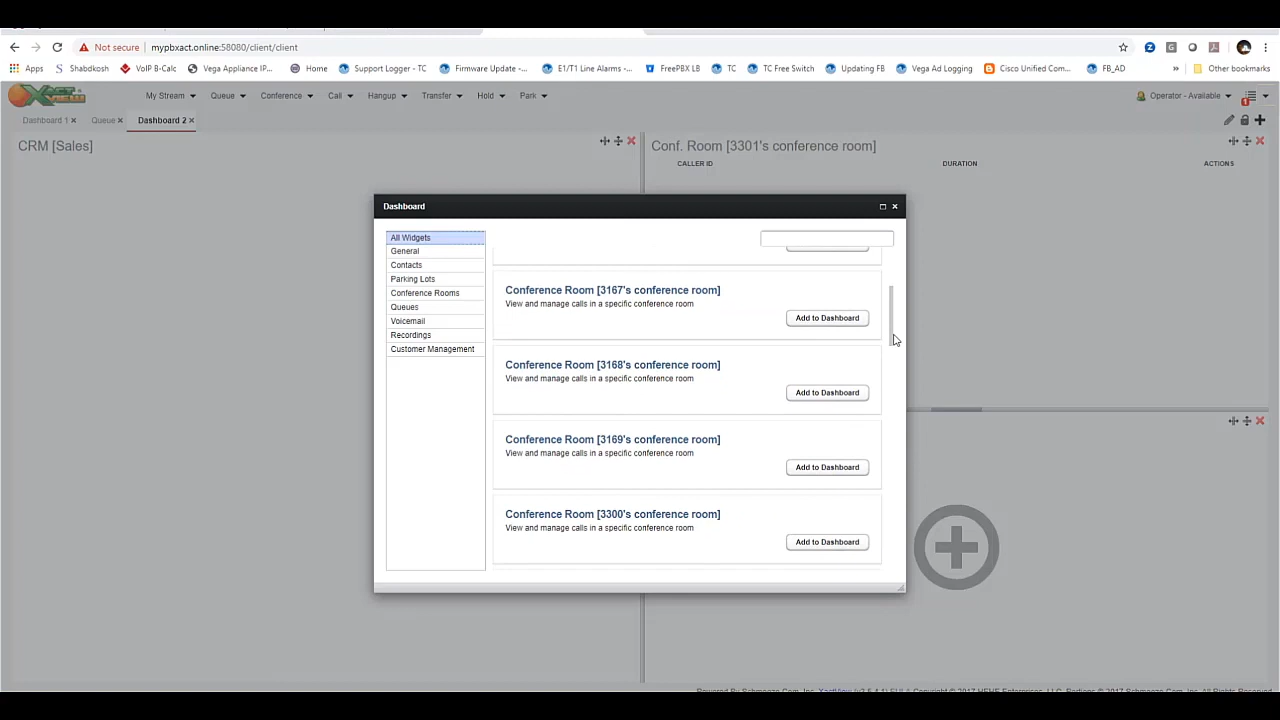 Not secure mypbxact.online:58080/client/client
Apps Shabdkosh VoIP B-Calc Vega Appliance IP... Home Support Logger - TC Firmware Update -... E1/T1 Line Alarms -... FreePBX LB TC TC Free Switch Updating FB Vega Ad Logging Cisco Unified Com... FB_AD » Other bookmarks
XACTVIEW My Stream Queue Conference Call Hangup Transfer Hold Park Operator - Available 1
Dashboard 1 Queue Dashboard 2
CRM [Sales] Conf. Room [3301's conference room]
CALLER ID DURATION ACTIONS
Dashboard
All Widgets
General
Contacts
Parking Lots
Conference Rooms
Queues
Voicemail
Recordings
Customer Management
Conference Room [3167's conference room]
View and manage calls in a specific conference room
Add to Dashboard
Conference Room [3168's conference room]
View and manage calls in a specific conference room
Add to Dashboard
Conference Room [3169's conference room]
View and manage calls in a specific conference room
Add to Dashboard
Conference Room [3300's conference room]
View and manage calls in a specific conference room
Add to Dashboard